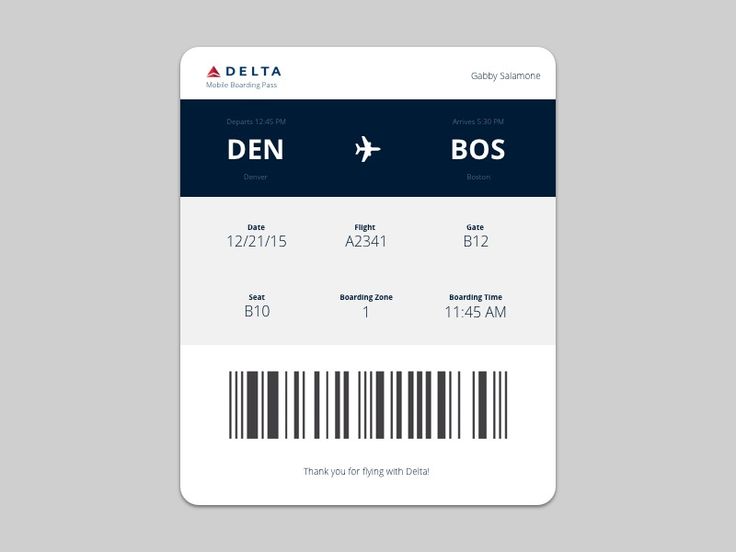 DELTA
Mobile Boarding Pass
Gabby Salamone
Departs 12:45 PM
Arrives 5:30 PM
DEN
BOS
Denver
Boston
Date
Flight
Gate
12/21/15
A2341
B12
Seat
Boarding Zone
Boarding Time
B10
1
11:45 AM
Thank you for flying with Delta!